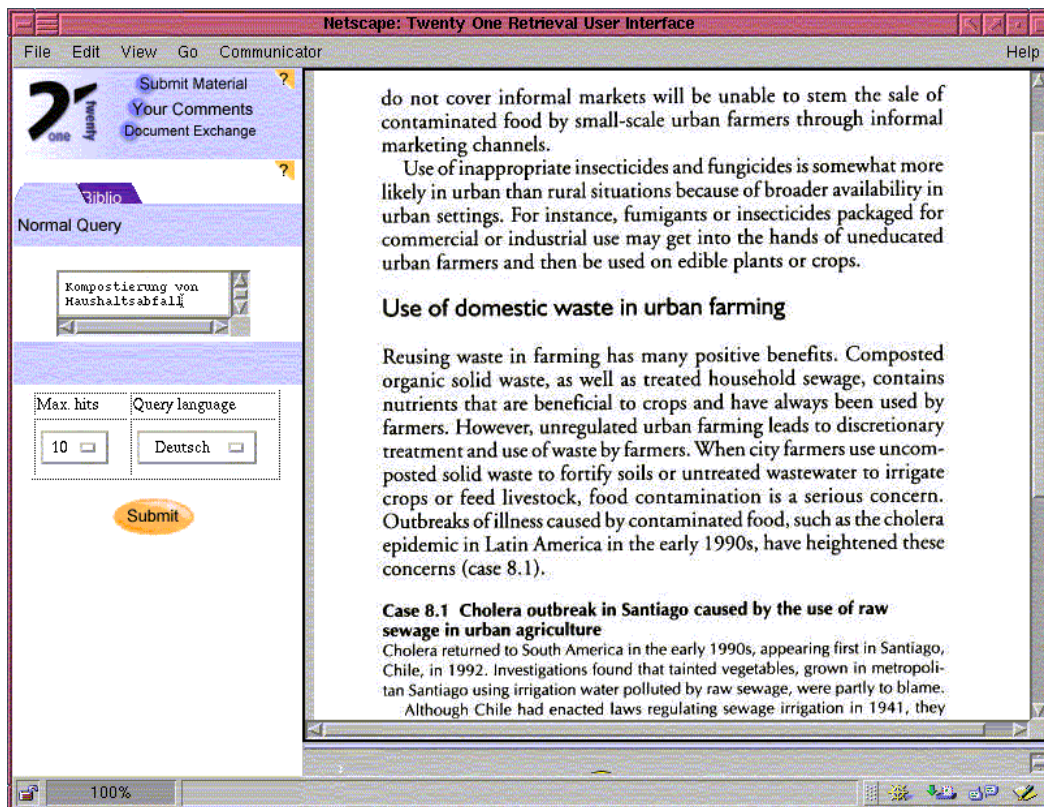 Netscape: Twenty One Retrieval User Interface
File Edit View Go Communicator Help
Submit Material ?
Your Comments
Document Exchange
one twenty
?
Biblio
Normal Query
Kompostierung von
Haushaltsabfall
Max. hits Query language
10 Deutsch
Submit
do not cover informal markets will be unable to stem the sale of
contaminated food by small-scale urban farmers through informal
marketing channels.
Use of inappropriate insecticides and fungicides is somewhat more
likely in urban than rural situations because of broader availability in
urban settings. For instance, fumigants or insecticides packaged for
commercial or industrial use may get into the hands of uneducated
urban farmers and then be used on edible plants or crops.
Use of domestic waste in urban farming
Reusing waste in farming has many positive benefits. Composted
organic solid waste, as well as treated household sewage, contains
nutrients that are beneficial to crops and have always been used by
farmers. However, unregulated urban farming leads to discretionary
treatment and use of waste by farmers. When city farmers use uncom-
posted solid waste to fortify soils or untreated wastewater to irrigate
crops or feed livestock, food contamination is a serious concern.
Outbreaks of illness caused by contaminated food, such as the cholera
epidemic in Latin America in the early 1990s, have heightened these
concerns (case 8.1).
Case 8.1 Cholera outbreak in Santiago caused by the use of raw
sewage in urban agriculture
Cholera returned to South America in the early 1990s, appearing first in Santiago,
Chile, in 1992. Investigations found that tainted vegetables, grown in metropoli-
tan Santiago using irrigation water polluted by raw sewage, were partly to blame.
Although Chile had enacted laws regulating sewage irrigation in 1941, they
100%